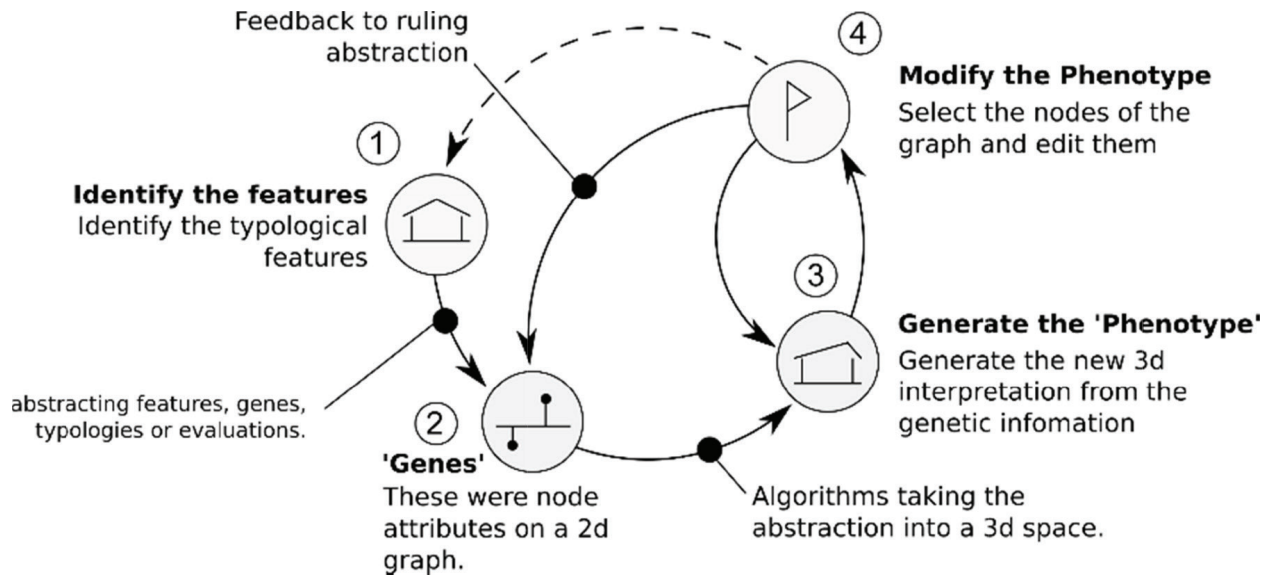 Feedback to ruling
abstraction
4
Modify the Phenotype
Select the nodes of the
graph and edit them
1
Identify the features
Identify the typological
features
3
Generate the 'Phenotype'
Generate the new 3d
interpretation from the
genetic infomation
abstracting features, genes,
typologies or evaluations.
2
'Genes'
These were node
attributes on a 2d
graph.
Algorithms taking the
abstraction into a 3d space.